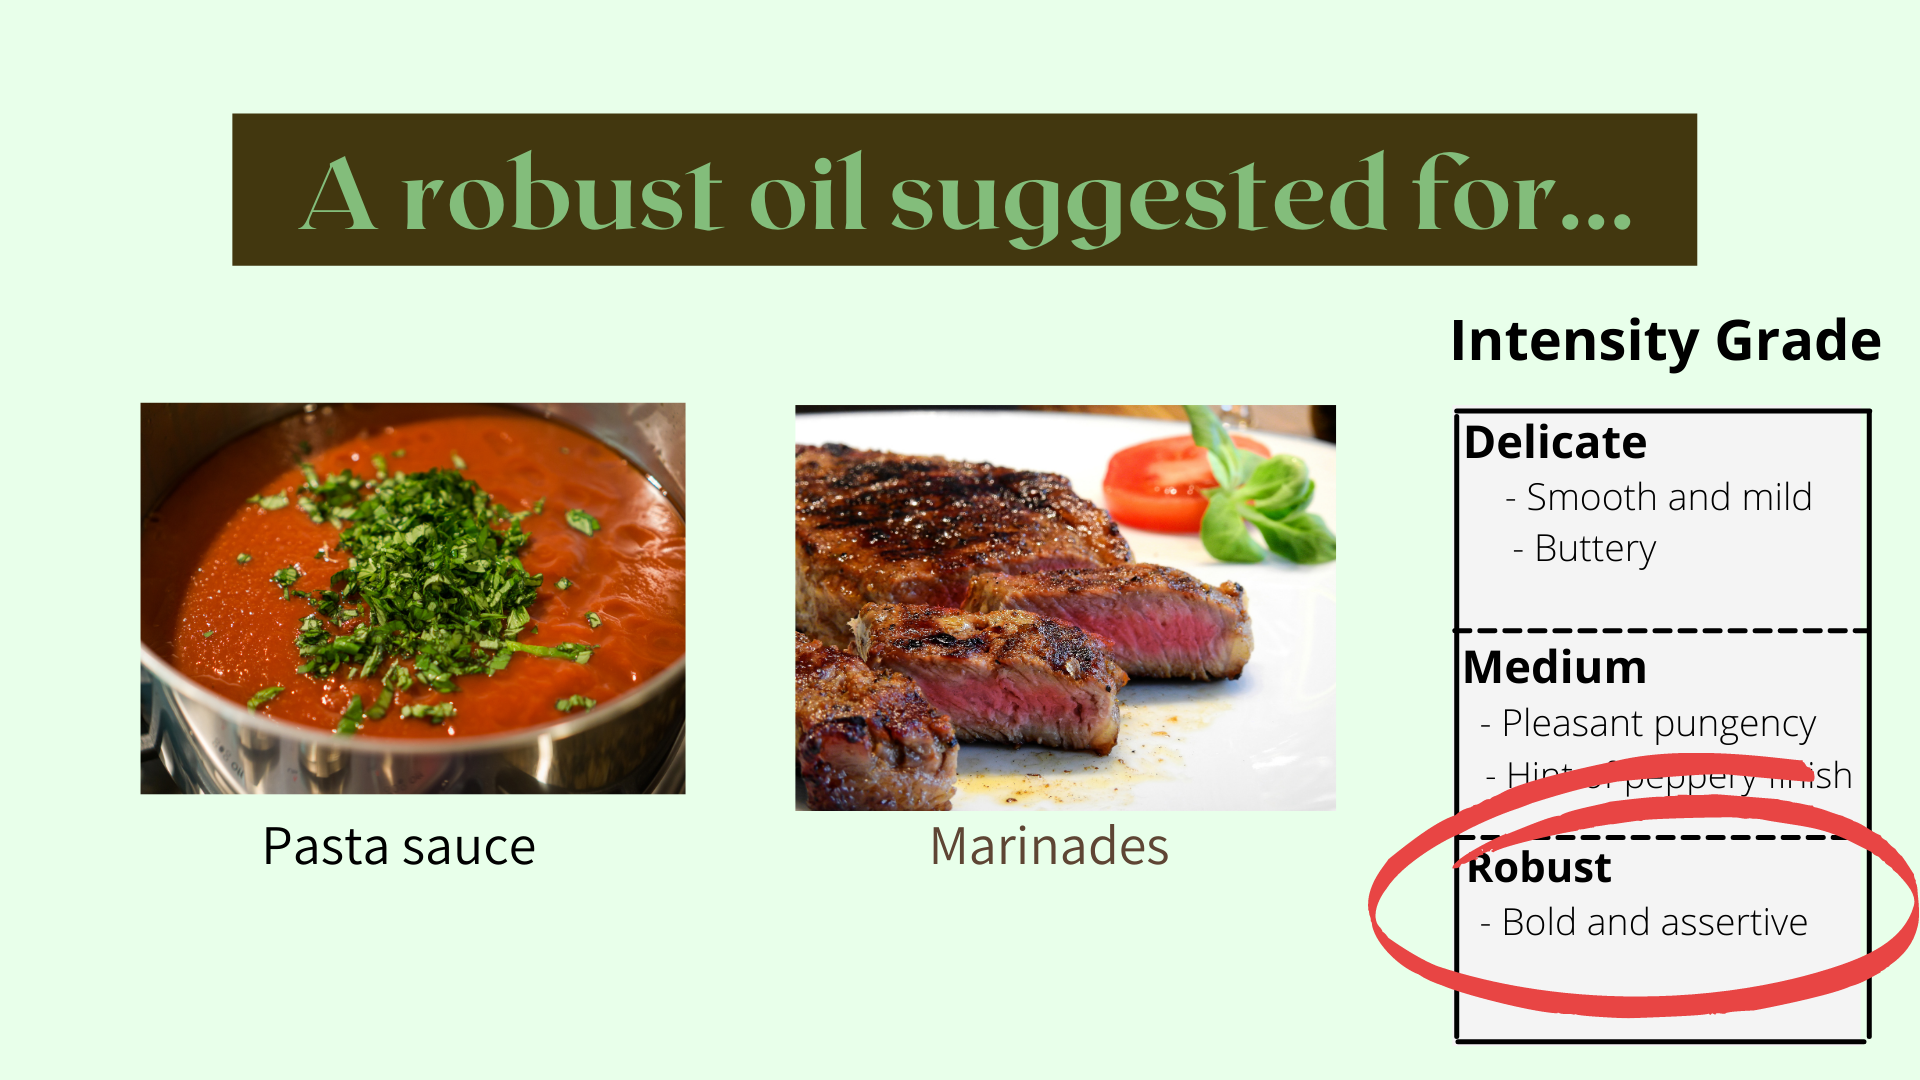 A robust oil suggested for...
Intensity Grade
Delicate
- Smooth and mild
- Buttery
Medium
- Pleasant pungency
- Hint of peppery finish
Robust
- Bold and assertive
Pasta sauce
Marinades